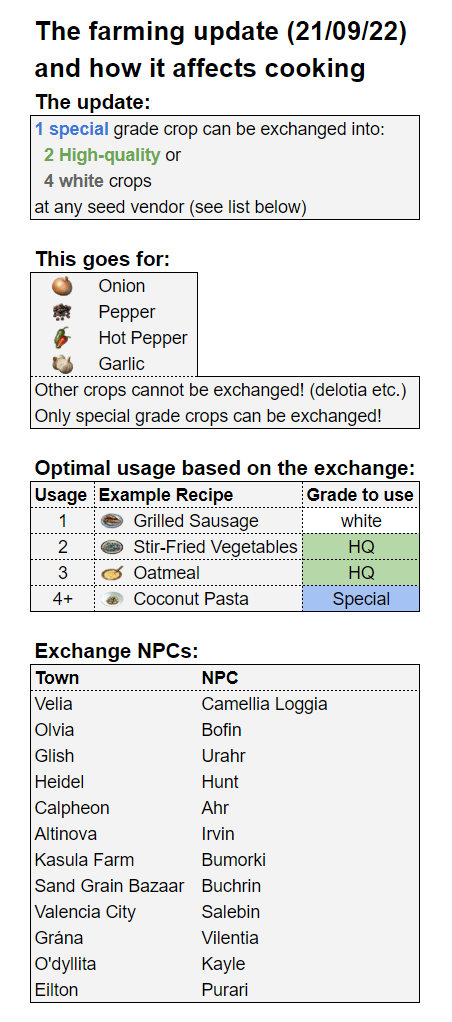 The farming update (21/09/22)
and how it affects cooking
The update:
1 special grade crop can be exchanged into:
2 High-quality or
4 white crops
at any seed vendor (see list below)
This goes for:
Onion
Pepper
Hot Pepper
Garlic
Other crops cannot be exchanged! (delotia etc.)
Only special grade crops can be exchanged!
Optimal usage based on the exchange:
Usage Example Recipe Grade to use
1 Grilled Sausage white
2 Stir-Fried Vegetables HQ
3 Oatmeal HQ
4+ Coconut Pasta Special
Exchange NPCs:
Town NPC
Velia Camellia Loggia
Olvia Bofin
Glish Urahr
Heidel Hunt
Calpheon Ahr
Altinova Irvin
Kasula Farm Bumorki
Sand Grain Bazaar Buchrin
Valencia City Salebin
Grána Vilentia
O'dyllita Kayle
Eilton Purari